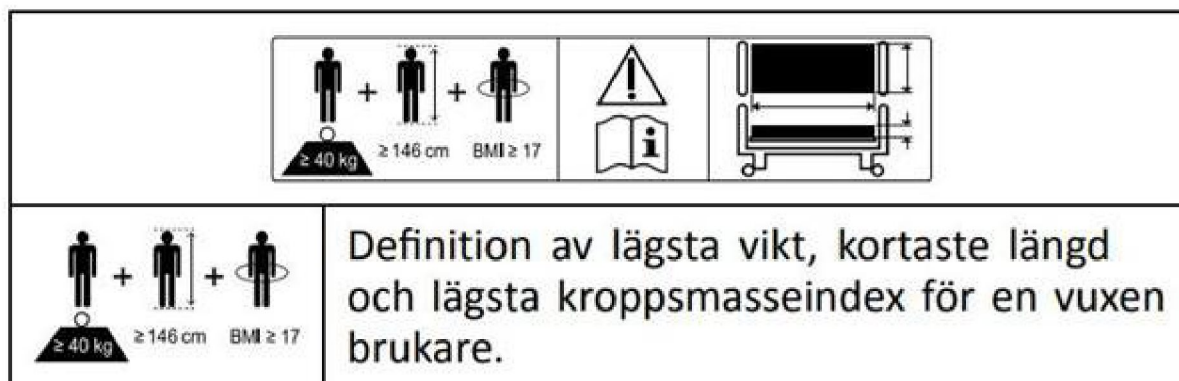 + +
≥ 40 kg ≥ 146 cm BMI ≥ 17
!
i
+ +
≥ 40 kg ≥ 146 cm BMI ≥ 17
Definition av lägsta vikt, kortaste längd
och lägsta kroppsmasseindex för en vuxen
brukare.